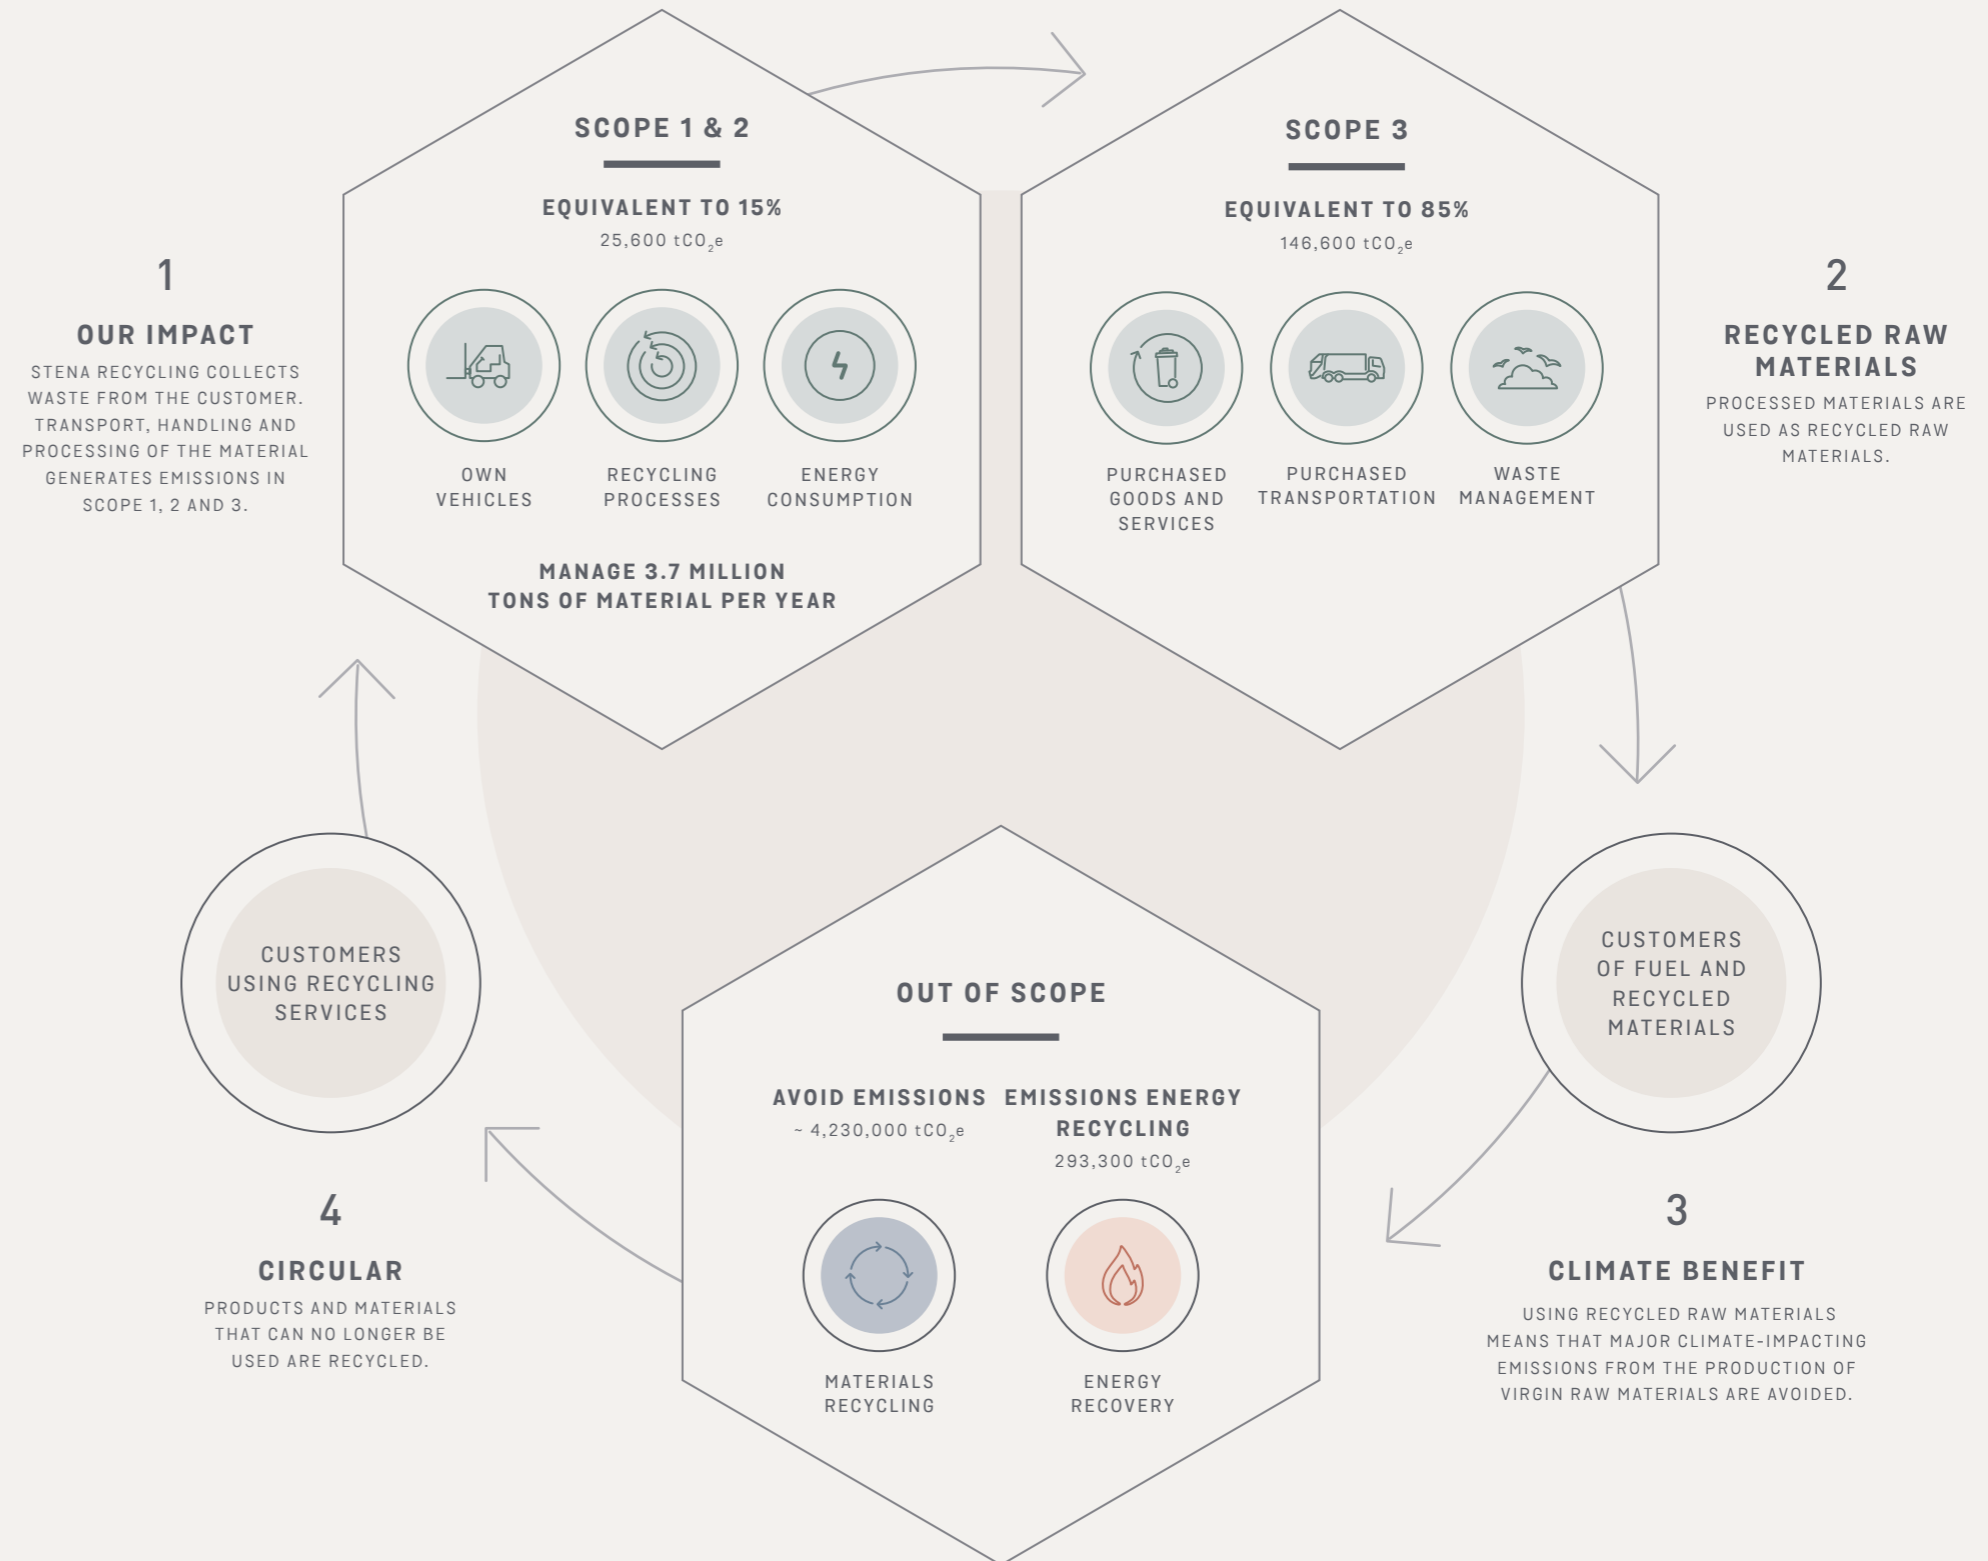 SCOPE 1 & 2
EQUIVALENT TO 15%
25,600 tCO₂e
OWN
VEHICLES
RECYCLING
PROCESSES
ENERGY
CONSUMPTION
MANAGE 3.7 MILLION
TONS OF MATERIAL PER YEAR
SCOPE 3
EQUIVALENT TO 85%
146,600 tCO₂e
PURCHASED
GOODS AND
SERVICES
PURCHASED
TRANSPORTATION
WASTE
MANAGEMENT
1
OUR IMPACT
STENA RECYCLING COLLECTS
WASTE FROM THE CUSTOMER.
TRANSPORT, HANDLING AND
PROCESSING OF THE MATERIAL
GENERATES EMISSIONS IN
SCOPE 1, 2 AND 3.
2
RECYCLED RAW
MATERIALS
PROCESSED MATERIALS ARE
USED AS RECYCLED RAW
MATERIALS.
CUSTOMERS
USING RECYCLING
SERVICES
CUSTOMERS
OF FUEL AND
RECYCLED
MATERIALS
OUT OF SCOPE
AVOID EMISSIONS
~ 4,230,000 tCO₂e
EMISSIONS ENERGY
RECYCLING
293,300 tCO₂e
MATERIALS
RECYCLING
ENERGY
RECOVERY
4
CIRCULAR
PRODUCTS AND MATERIALS
THAT CAN NO LONGER BE
USED ARE RECYCLED.
3
CLIMATE BENEFIT
USING RECYCLED RAW MATERIALS
MEANS THAT MAJOR CLIMATE-IMPACTING
EMISSIONS FROM THE PRODUCTION OF
VIRGIN RAW MATERIALS ARE AVOIDED.